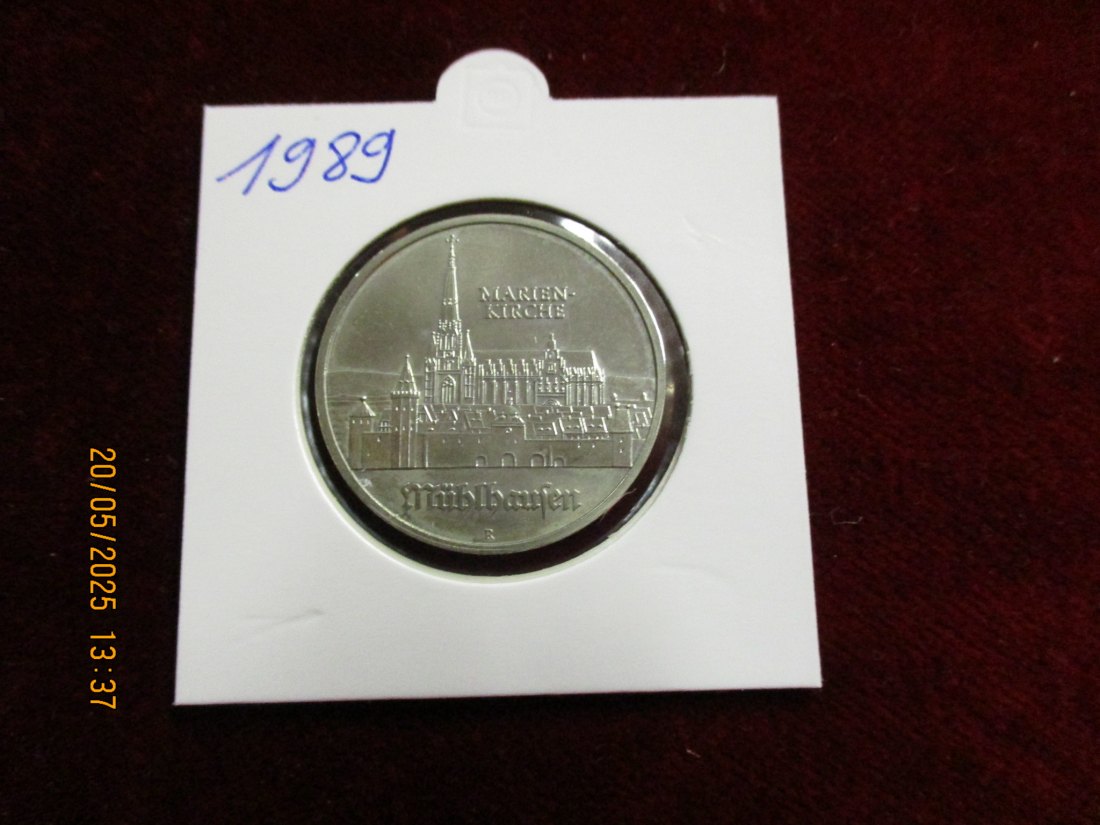 1989
MARIEN-
KIRCHE
Mühlhausen
R
20/05/2025 13:37